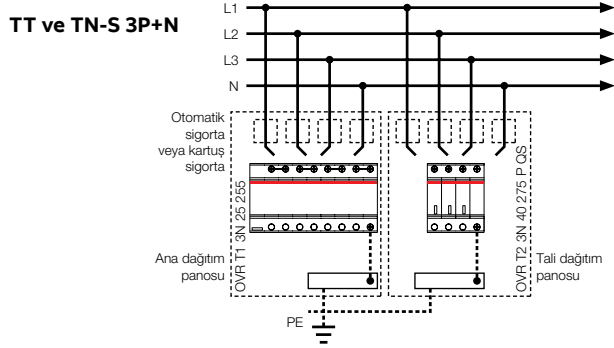 TT ve TN-S 3P+N
L1
L2
L3
N
Otomatik
sigorta
veya kartuş
sigorta
OVR T1 3N 25 255
OVR T2 3N 40 275 P QS
Ana dağıtım
panosu
Tali dağıtım
panosu
PE